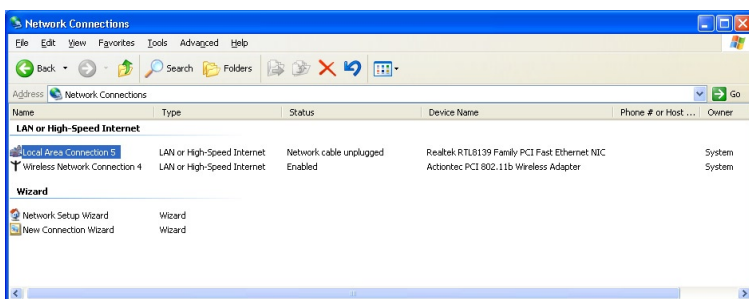 Network Connections
File Edit View Favorites Tools Advanced Help
Back Search Folders
Address Network Connections Go
Name Type Status Device Name Phone # or Host ... Owner
LAN or High-Speed Internet
Local Area Connection 5 LAN or High-Speed Internet Network cable unplugged Realtek RTL8139 Family PCI Fast Ethernet NIC System
Wireless Network Connection 4 LAN or High-Speed Internet Enabled Actiontec PCI 802.11b Wireless Adapter System
Wizard
Network Setup Wizard Wizard
New Connection Wizard Wizard